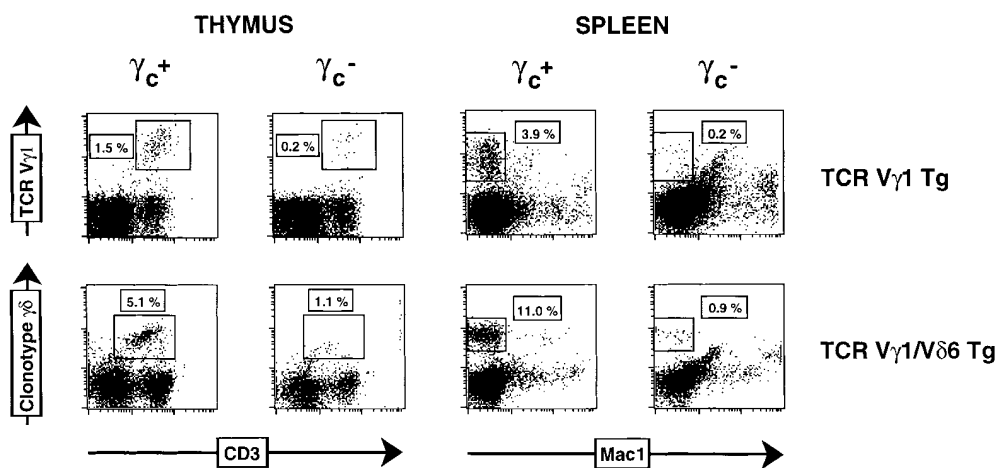 THYMUS SPLEEN
γc+ γc- γc+ γc-
TCR Vγ1
1.5 % 0.2 % 3.9 % 0.2 %
TCR Vγ1 Tg
Clonotype γδ
5.1 % 1.1 % 11.0 % 0.9 %
TCR Vγ1/Vδ6 Tg
CD3 Mac1